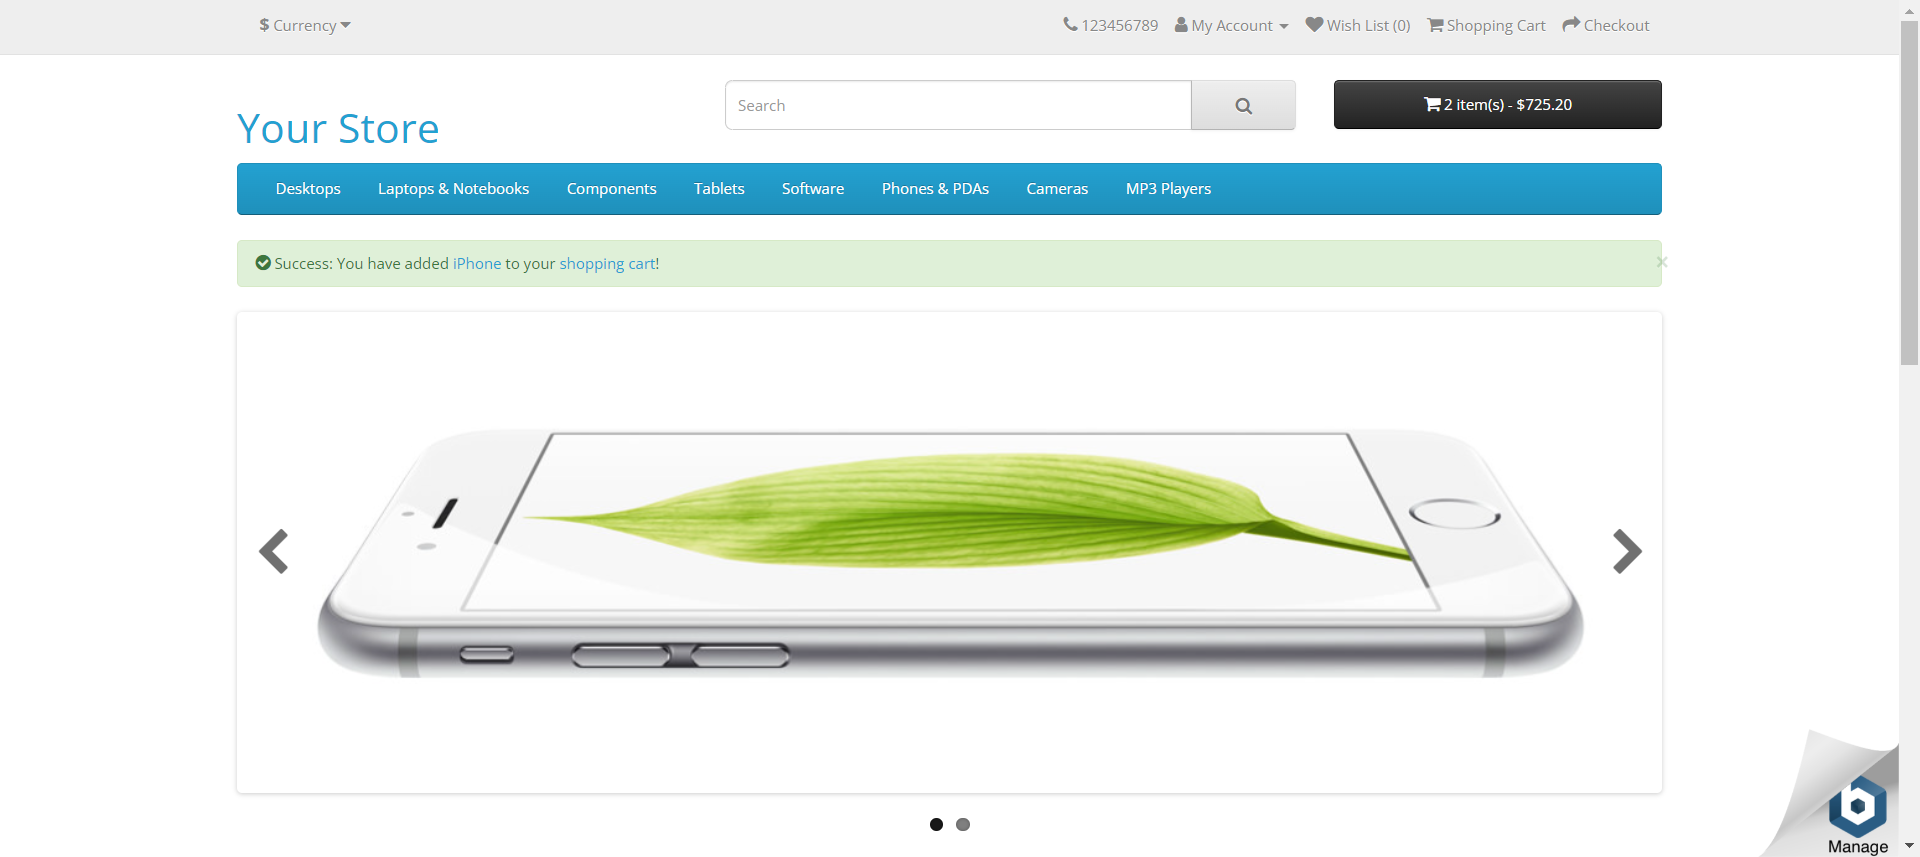 $ Currency
123456789 My Account Wish List (0) Shopping Cart Checkout
Search
2 item(s) - $725.20
Your Store
Desktops Laptops & Notebooks Components Tablets Software Phones & PDAs Cameras MP3 Players
Success: You have added iPhone to your shopping cart!
×
Manage